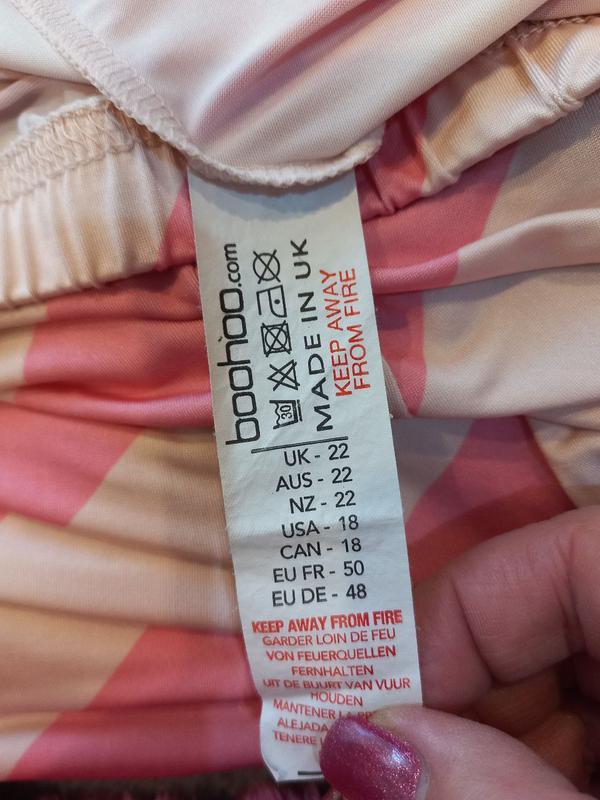 boohoo.com
30
MADE IN UK
KEEP AWAY
FROM FIRE
UK - 22
AUS - 22
NZ - 22
USA - 18
CAN - 18
EU FR - 50
EU DE - 48
KEEP AWAY FROM FIRE
GARDER LOIN DE FEU
VON FEUERQUELLEN
FERNHALTEN
UIT DE BUURT VAN VUUR
HOUDEN
MANTENER
ALEJADA
TENERE